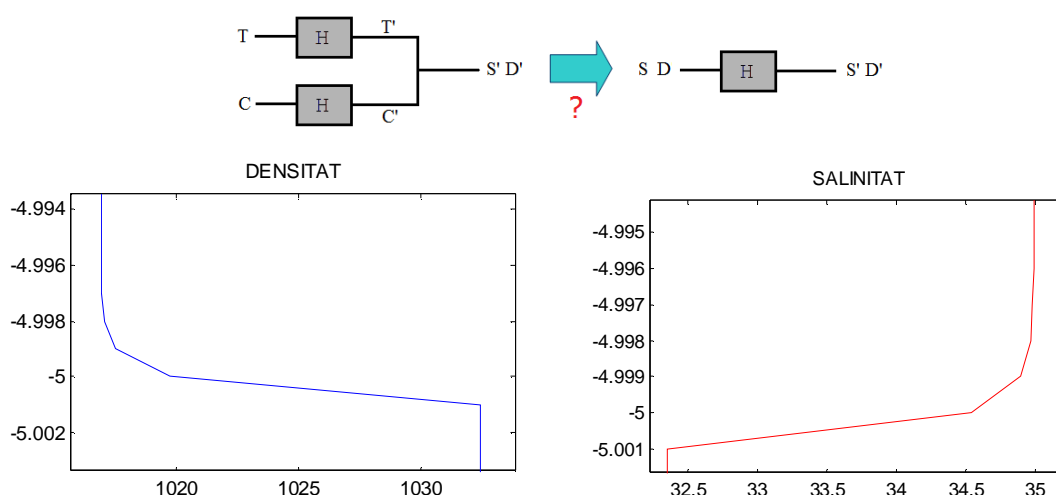 T H T'
S' D' S D H S' D'
C H C'
?
DENSITAT
-4.994
-4.996
-4.998
-5
-5.002
1020 1025 1030
SALINITAT
-4.995
-4.996
-4.997
-4.998
-4.999
-5
-5.001
32.5 33 33.5 34 34.5 35